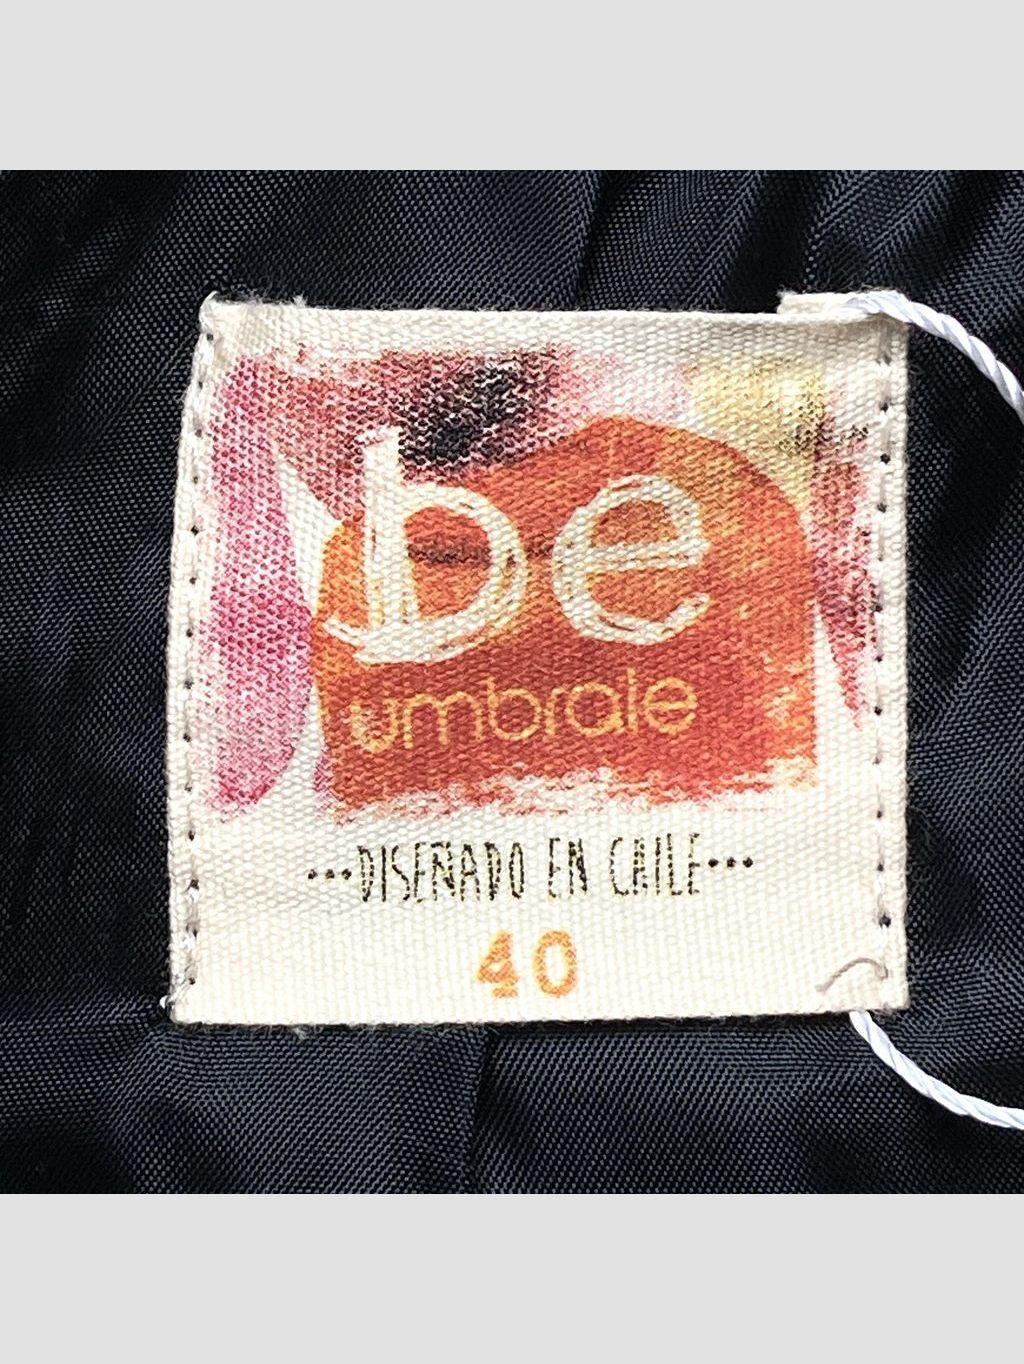 be
umbrale
•••DISEÑADO EN CHILE•••
40